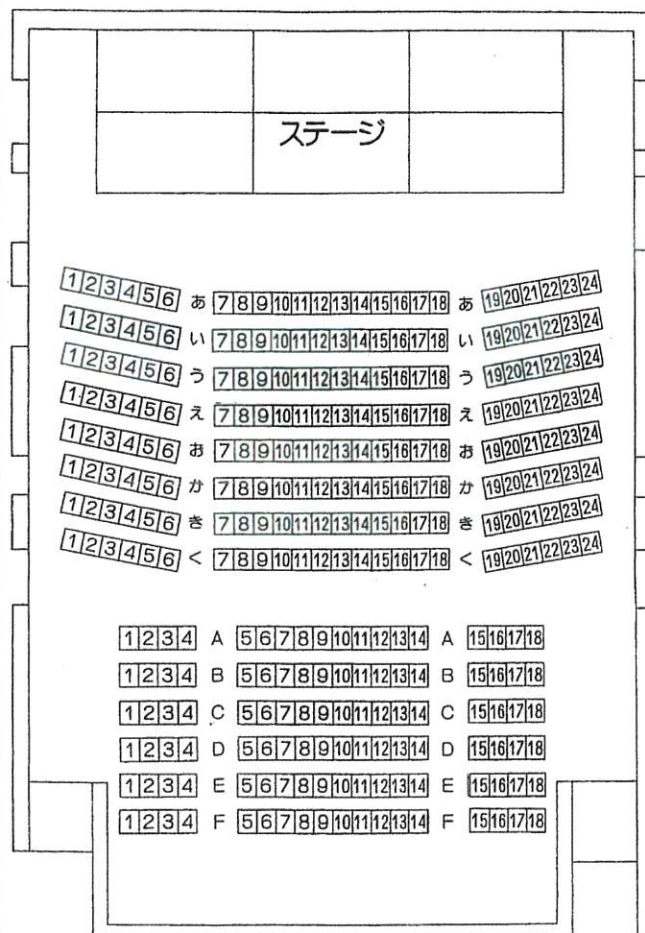 ステージ
1 2 3 4 5 6 あ 7 8 9 10 11 12 13 14 15 16 17 18 あ 19 20 21 22 23 24
1 2 3 4 5 6 い 7 8 9 10 11 12 13 14 15 16 17 18 い 19 20 21 22 23 24
1 2 3 4 5 6 う 7 8 9 10 11 12 13 14 15 16 17 18 う 19 20 21 22 23 24
1 2 3 4 5 6 え 7 8 9 10 11 12 13 14 15 16 17 18 え 19 20 21 22 23 24
1 2 3 4 5 6 お 7 8 9 10 11 12 13 14 15 16 17 18 お 19 20 21 22 23 24
1 2 3 4 5 6 か 7 8 9 10 11 12 13 14 15 16 17 18 か 19 20 21 22 23 24
1 2 3 4 5 6 き 7 8 9 10 11 12 13 14 15 16 17 18 き 19 20 21 22 23 24
1 2 3 4 5 6 く 7 8 9 10 11 12 13 14 15 16 17 18 く 19 20 21 22 23 24
1 2 3 4 A 5 6 7 8 9 10 11 12 13 14 A 15 16 17 18
1 2 3 4 B 5 6 7 8 9 10 11 12 13 14 B 15 16 17 18
1 2 3 4 C 5 6 7 8 9 10 11 12 13 14 C 15 16 17 18
1 2 3 4 D 5 6 7 8 9 10 11 12 13 14 D 15 16 17 18
1 2 3 4 E 5 6 7 8 9 10 11 12 13 14 E 15 16 17 18
1 2 3 4 F 5 6 7 8 9 10 11 12 13 14 F 15 16 17 18